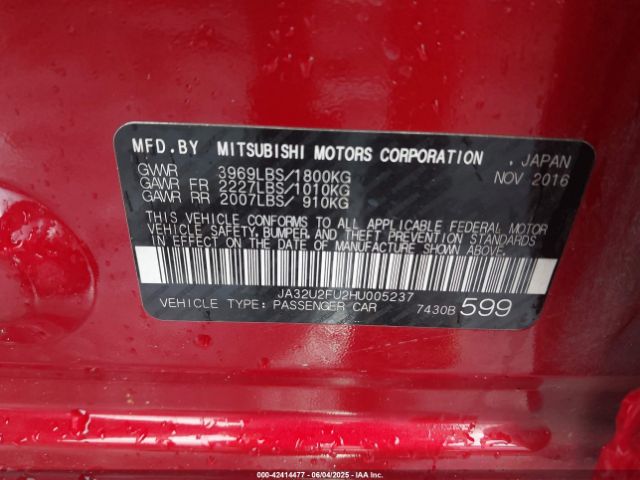 MFD.BY MITSUBISHI MOTORS CORPORATION . JAPAN
GVWR 3969LBS/1800KG NOV 2016
GAWR FR 2227LBS/1010KG
GAWR RR 2007LBS/ 910KG
THIS VEHICLE CONFORMS TO ALL APPLICABLE FEDERAL MOTOR
VEHICLE SAFETY, BUMPER, AND THEFT PREVENTION STANDARDS
IN EFFECT ON THE DATE OF MANUFACTURE SHOWN ABOVE.
JA32U2FU2HU005237
VEHICLE TYPE: PASSENGER CAR 7430B 599
000-42414477 - 06/04/2025 - IAA Inc.